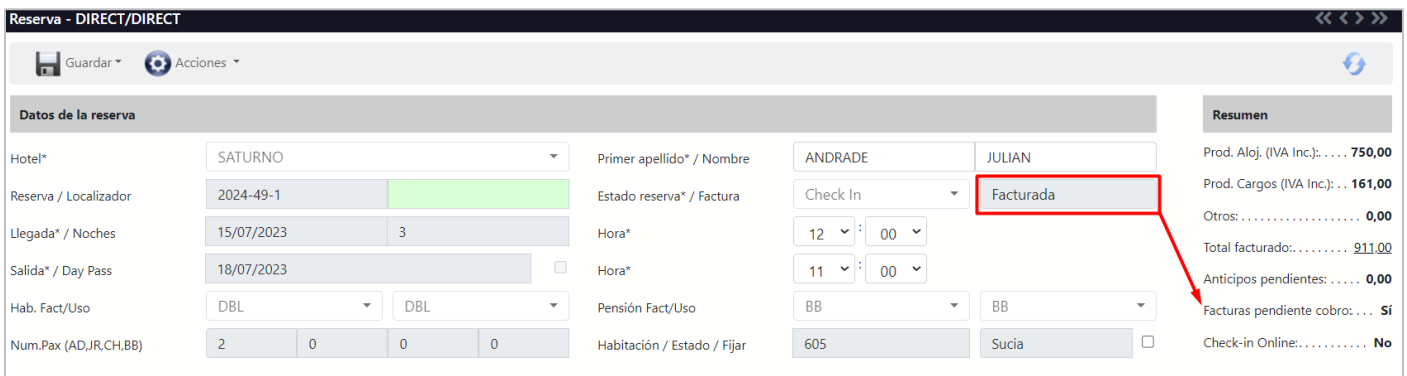 Reserva - DIRECT/DIRECT
Guardar Acciones
Datos de la reserva
Hotel* SATURNO Primer apellido* / Nombre ANDRADE JULIAN
Reserva / Localizador 2024-49-1 Estado reserva* / Factura Check In Facturada
Llegada* / Noches 15/07/2023 3 Hora* 12 : 00
Salida* / Day Pass 18/07/2023 Hora* 11 : 00
Hab. Fact/Uso DBL DBL Pensión Fact/Uso BB BB
Num.Pax (AD,JR,CH,BB) 2 0 0 0 Habitación / Estado / Fijar 605 Sucia
Resumen
Prod. Aloj. (IVA Inc.):. . . . . 750,00
Prod. Cargos (IVA Inc.): . . 161,00
Otros: . . . . . . . . . . . . . . . . . . 0,00
Total facturado:. . . . . . . . . 911,00
Anticipos pendientes: . . . . . 0,00
Facturas pendiente cobro:. . . . Sí
Check-in Online:. . . . . . . . . . . No